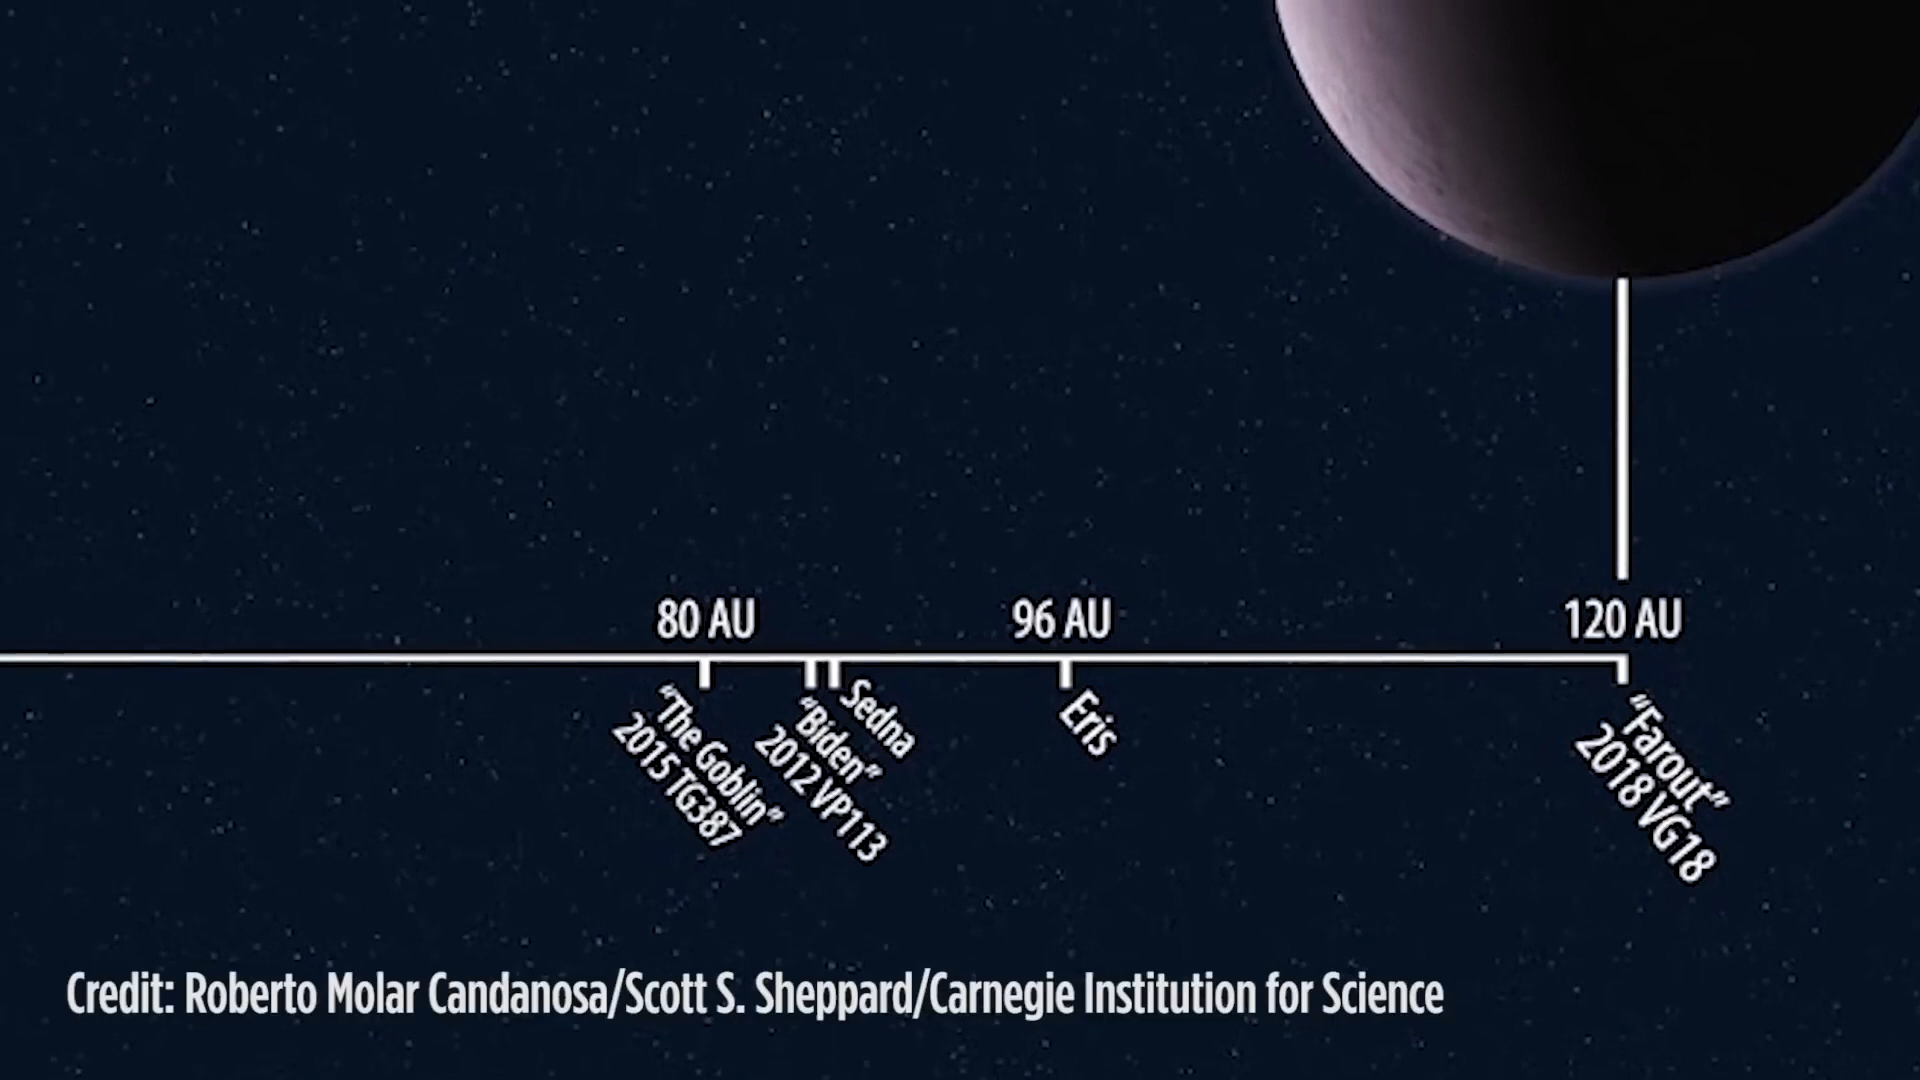 80 AU
96 AU
120 AU
“The Goblin”
2015 TG387
“Biden”
2012 VP113
Sedna
Eris
“Farout”
2018 VG18
Credit: Roberto Molar Candanosa/Scott S. Sheppard/Carnegie Institution for Science